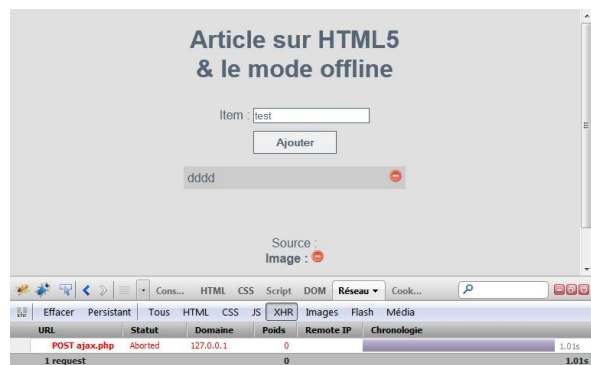 Article sur HTML5
& le mode offline
Item : test
Ajouter
dddd
Source :
Image :
Cons... HTML CSS Script DOM Réseau Cook...
XHR Effacer Persistant Tous HTML CSS JS XHR Images Flash Média
URL Statut Domaine Poids Remote IP Chronologie
POST ajax.php Aborted 127.0.0.1 0 1.01s
1 request 0 1.01s